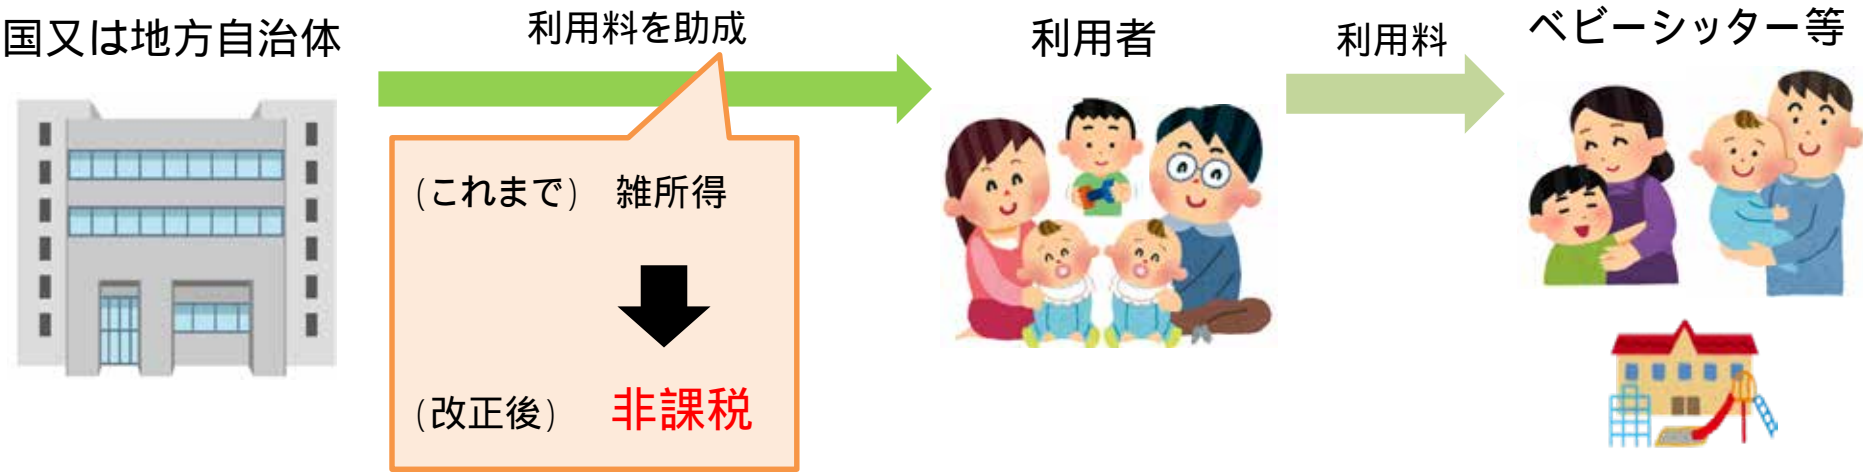 国又は地方自治体
利用料を助成
利用者
利用料
ベビーシッター等
(これまで) 雑所得
(改正後) 非課税